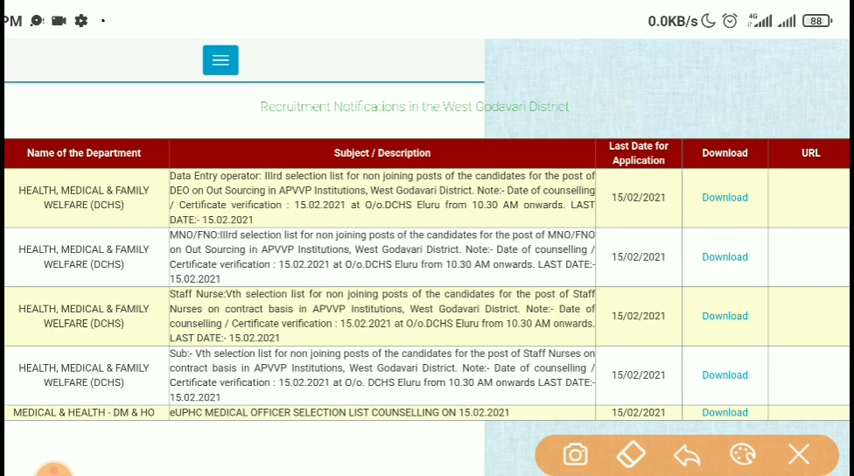 PM 0.0KB/s 4G 88
Recruitment Notifications in the West Godavari District
Name of the Department Subject / Description Last Date for Application Download URL
HEALTH, MEDICAL & FAMILY WELFARE (DCHS)
Data Entry operator: IIIrd selection list for non joining posts of the candidates for the post of
DEO on Out Sourcing in APVVP Institutions, West Godavari District. Note:- Date of counselling
/ Certificate verification : 15.02.2021 at O/o.DCHS Eluru from 10.30 AM onwards. LAST
DATE:- 15.02.2021
15/02/2021 Download
HEALTH, MEDICAL & FAMILY WELFARE (DCHS)
MNO/FNO:IIIrd selection list for non joining posts of the candidates for the post of MNO/FNO
on Out Sourcing in APVVP Institutions, West Godavari District. Note:- Date of counselling /
Certificate verification : 15.02.2021 at O/o.DCHS Eluru from 10.30 AM onwards. LAST DATE:-
15.02.2021
15/02/2021 Download
HEALTH, MEDICAL & FAMILY WELFARE (DCHS)
Staff Nurse:Vth selection list for non joining posts of the candidates for the post of Staff
Nurses on contract basis in APVVP Institutions, West Godavari District. Note:- Date of
counselling / Certificate verification : 15.02.2021 at O/o.DCHS Eluru from 10.30 AM onwards.
LAST DATE:- 15.02.2021
15/02/2021 Download
HEALTH, MEDICAL & FAMILY WELFARE (DCHS)
Sub:- Vth selection list for non joining posts of the candidates for the post of Staff Nurses on
contract basis in APVVP Institutions, West Godavari District. Note:- Date of counselling /
Certificate verification : 15.02.2021 at O/o. DCHS Eluru from 10.30 AM onwards LAST DATE:-
15.02.2021
15/02/2021 Download
MEDICAL & HEALTH - DM & HO eUPHC MEDICAL OFFICER SELECTION LIST COUNSELLING ON 15.02.2021 15/02/2021 Download